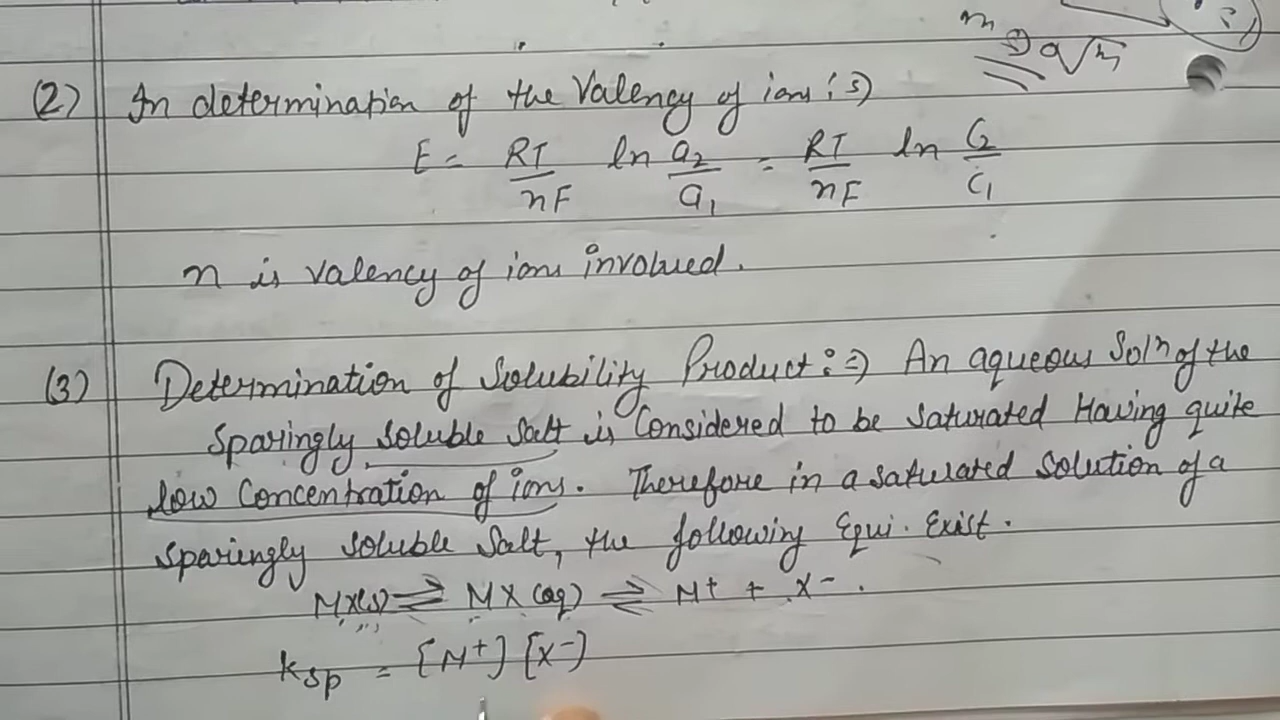 (2) In determination of the Valency of ions :⇒)
E = RT/nF ln a2/a1 = RT/nF ln C2/C1
n is valency of ions involved.
(3) Determination of Solubility Product :⇒) An aqueous Solⁿ of the
Sparingly soluble Salt is Considered to be Saturated Having quite
low Concentration of ions. Therefore in a saturated solution of a
Sparingly soluble Salt, the following Equi. Exist.
MX(s) ⇌ MX (aq) ⇌ M+ + X- .
Ksp = [M+] [X-]